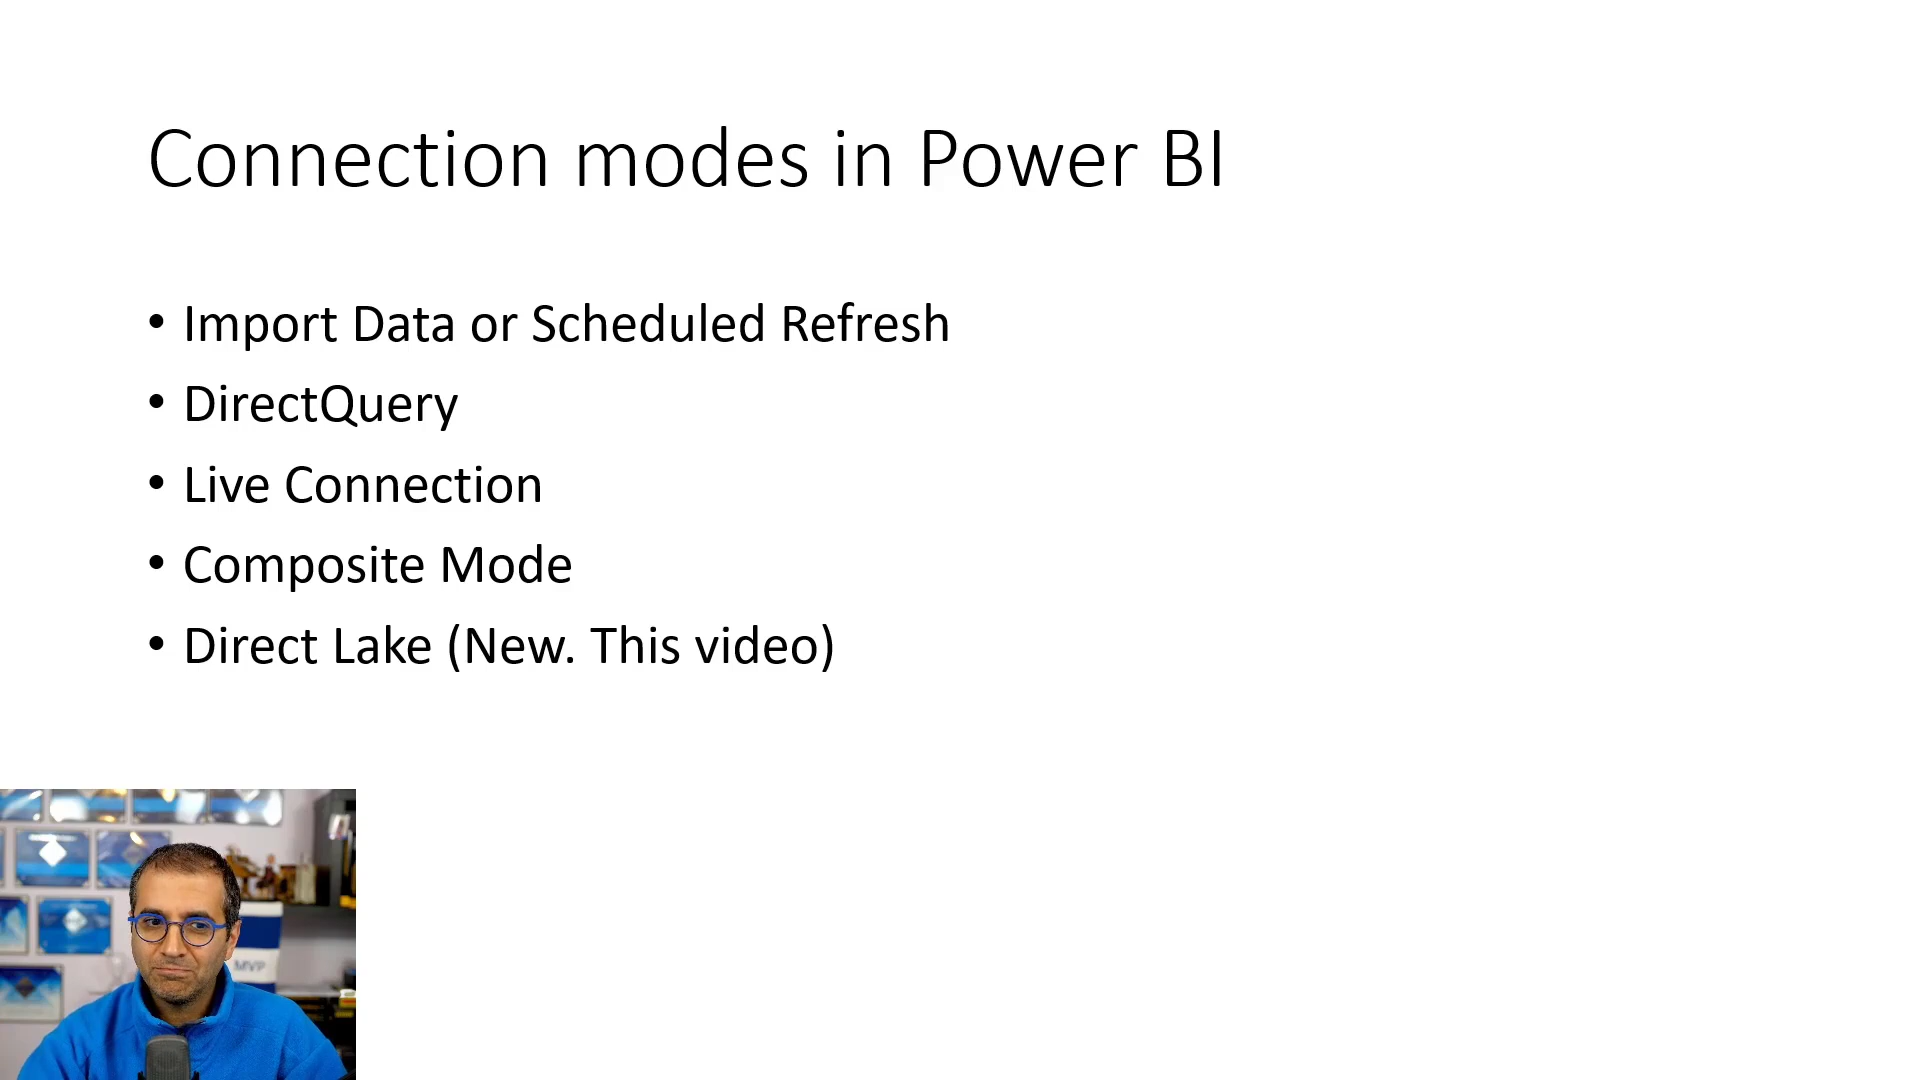 Connection modes in Power BI
• Import Data or Scheduled Refresh
• DirectQuery
• Live Connection
• Composite Mode
• Direct Lake (New. This video)
MVP